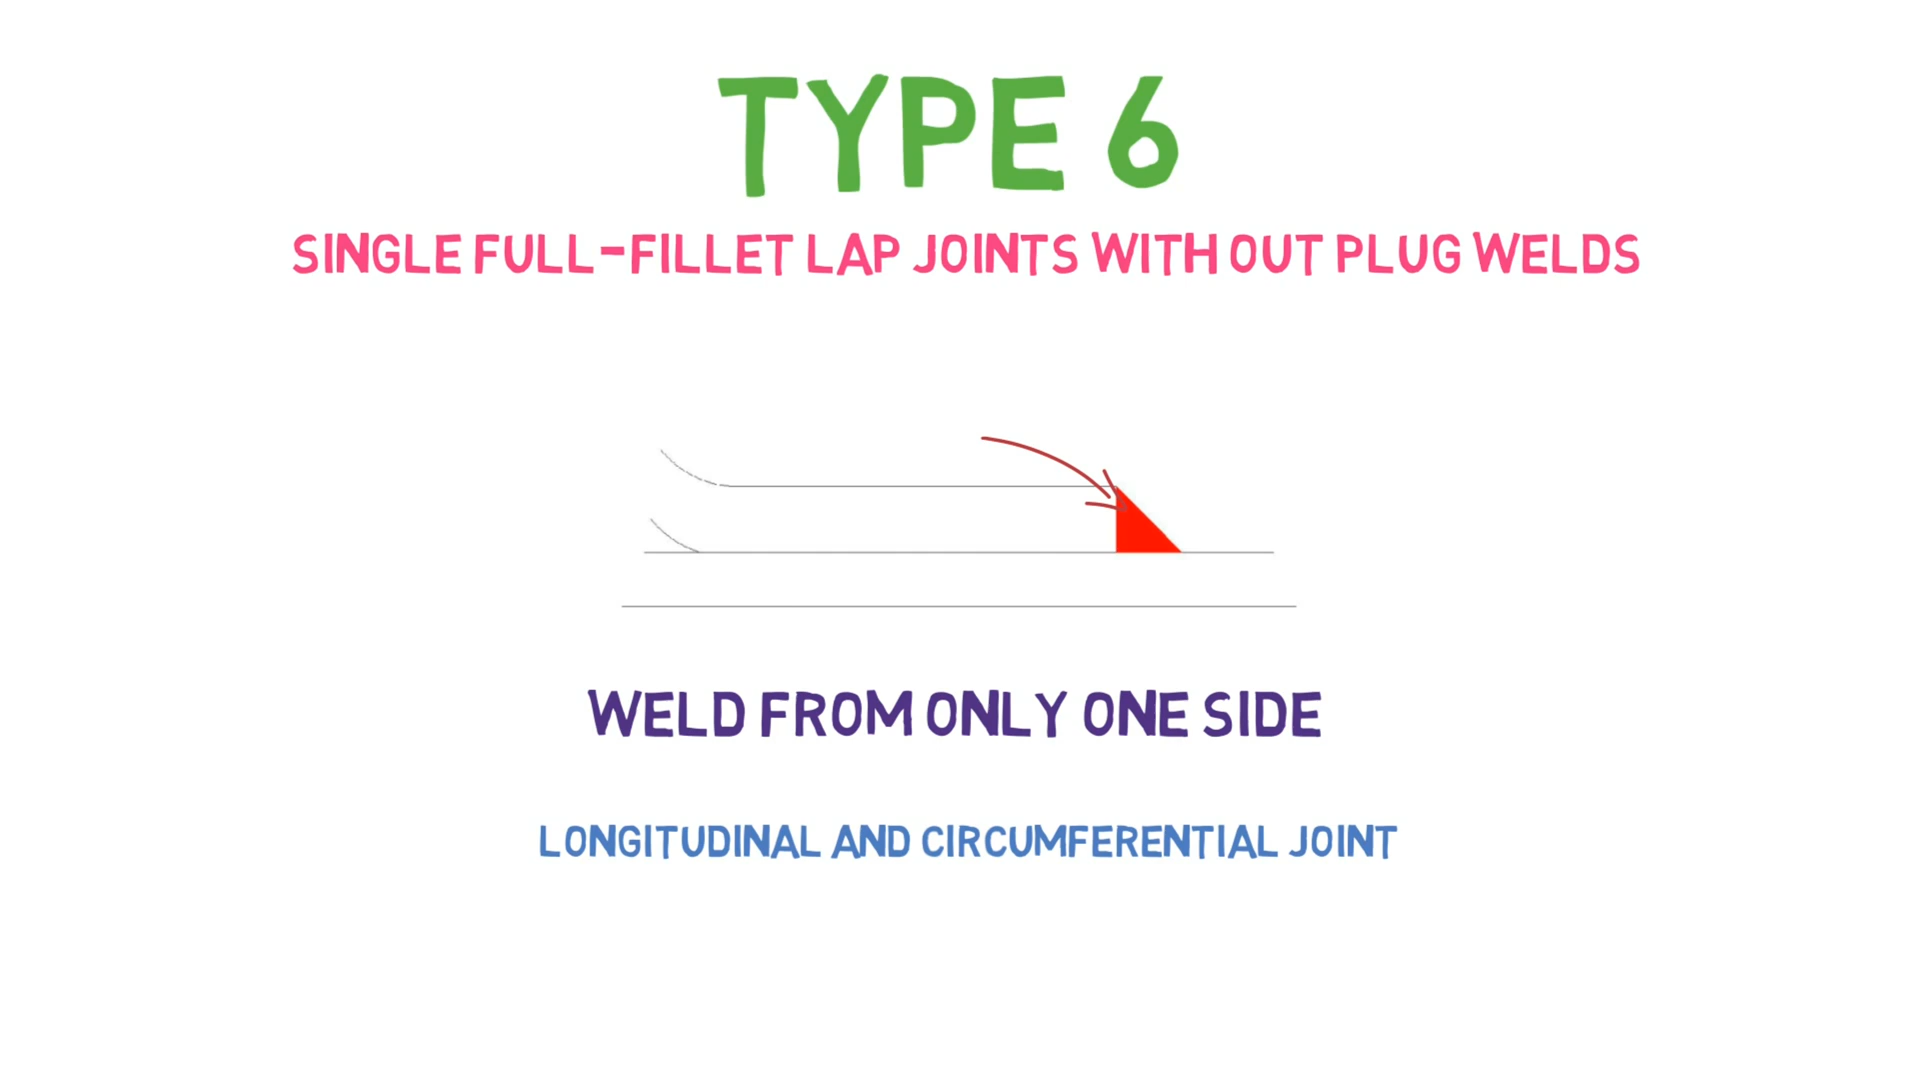 TYPE 6
SINGLE FULL-FILLET LAP JOINTS WITH OUT PLUG WELDS
WELD FROM ONLY ONE SIDE
LONGITUDINAL AND CIRCUMFERENTIAL JOINT